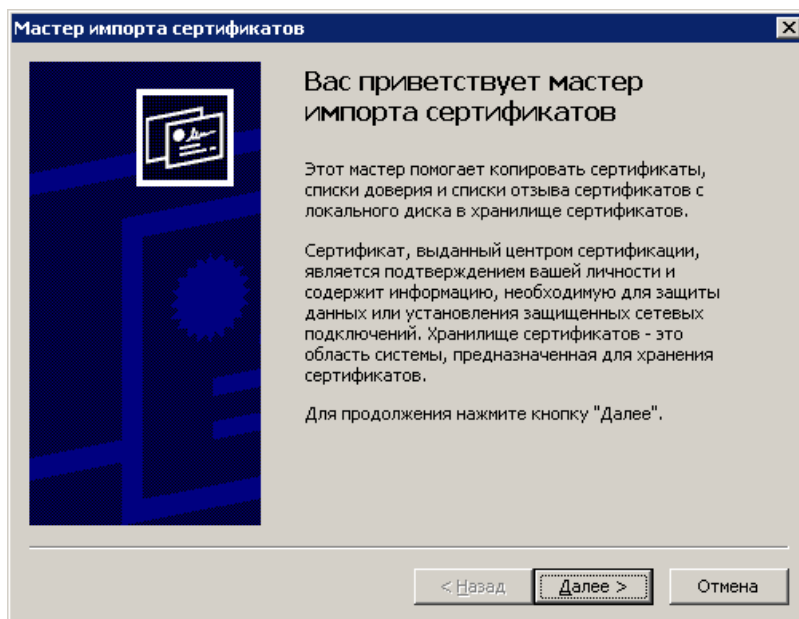 Мастер импорта сертификатов
Вас приветствует мастер
импорта сертификатов
Этот мастер помогает копировать сертификаты,
списки доверия и списки отзыва сертификатов с
локального диска в хранилище сертификатов.
Сертификат, выданный центром сертификации,
является подтверждением вашей личности и
содержит информацию, необходимую для защиты
данных или установления защищенных сетевых
подключений. Хранилище сертификатов - это
область системы, предназначенная для хранения
сертификатов.
Для продолжения нажмите кнопку "Далее".
< Назад Далее > Отмена